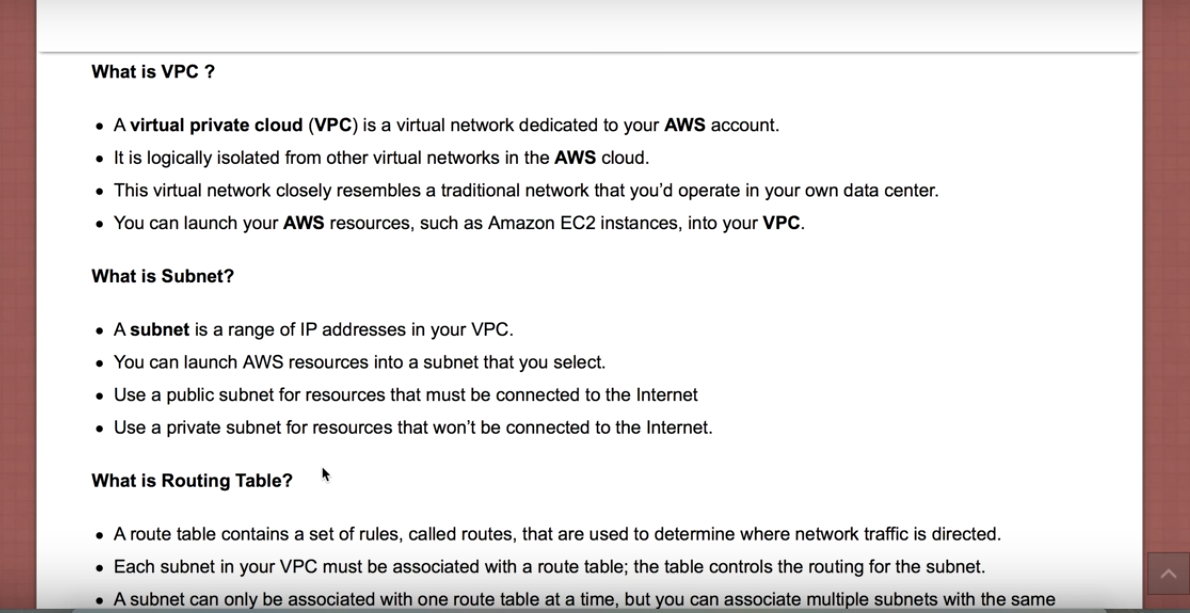 What is VPC ?
• A virtual private cloud (VPC) is a virtual network dedicated to your AWS account.
• It is logically isolated from other virtual networks in the AWS cloud.
• This virtual network closely resembles a traditional network that you’d operate in your own data center.
• You can launch your AWS resources, such as Amazon EC2 instances, into your VPC.
What is Subnet?
• A subnet is a range of IP addresses in your VPC.
• You can launch AWS resources into a subnet that you select.
• Use a public subnet for resources that must be connected to the Internet
• Use a private subnet for resources that won’t be connected to the Internet.
What is Routing Table?
• A route table contains a set of rules, called routes, that are used to determine where network traffic is directed.
• Each subnet in your VPC must be associated with a route table; the table controls the routing for the subnet.
• A subnet can only be associated with one route table at a time, but you can associate multiple subnets with the same